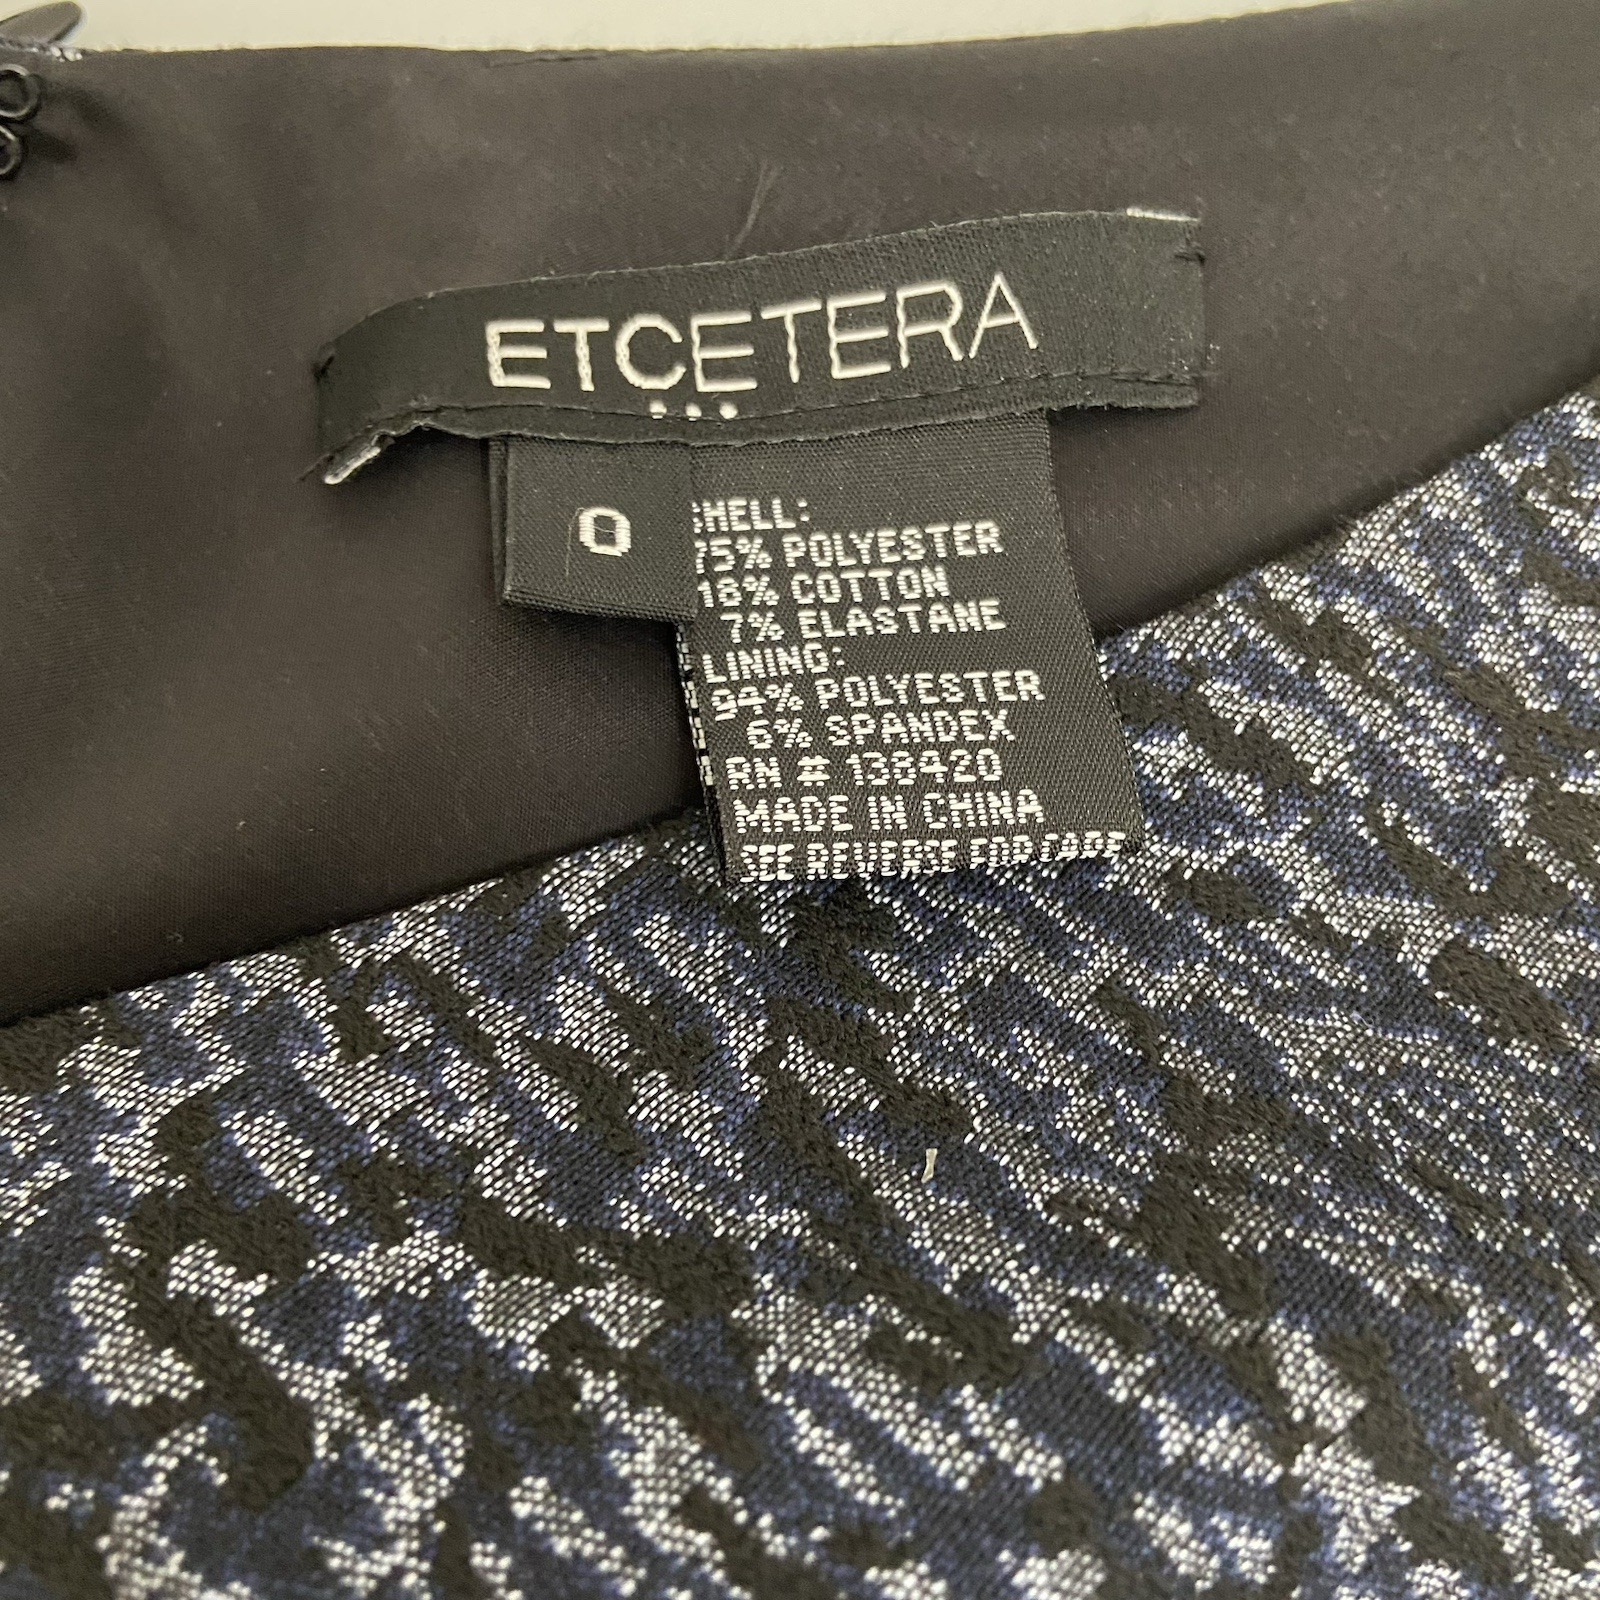 ETCETERA
...
0
SHELL:
75% POLYESTER
18% COTTON
7% ELASTANE
LINING:
94% POLYESTER
6% SPANDEX
RN # 138420
MADE IN CHINA
SEE REVERSE FOR CARE